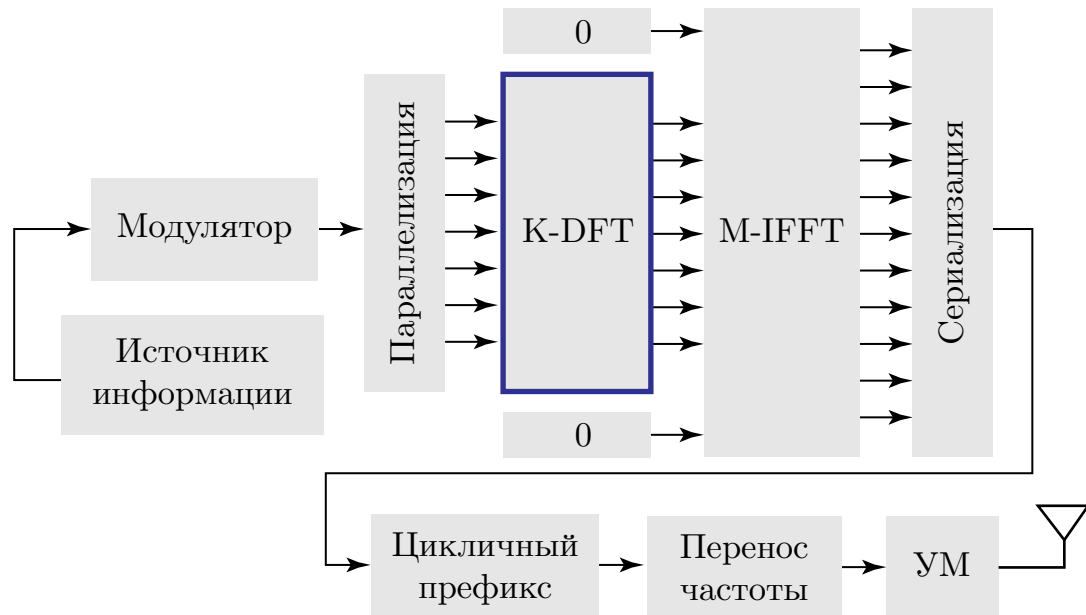 0
Модулятор
Источник
информации
Параллелизация
K-DFT
0
M-IFFT
Сериализация
Цикличный
префикс
Перенос
частоты
УМ